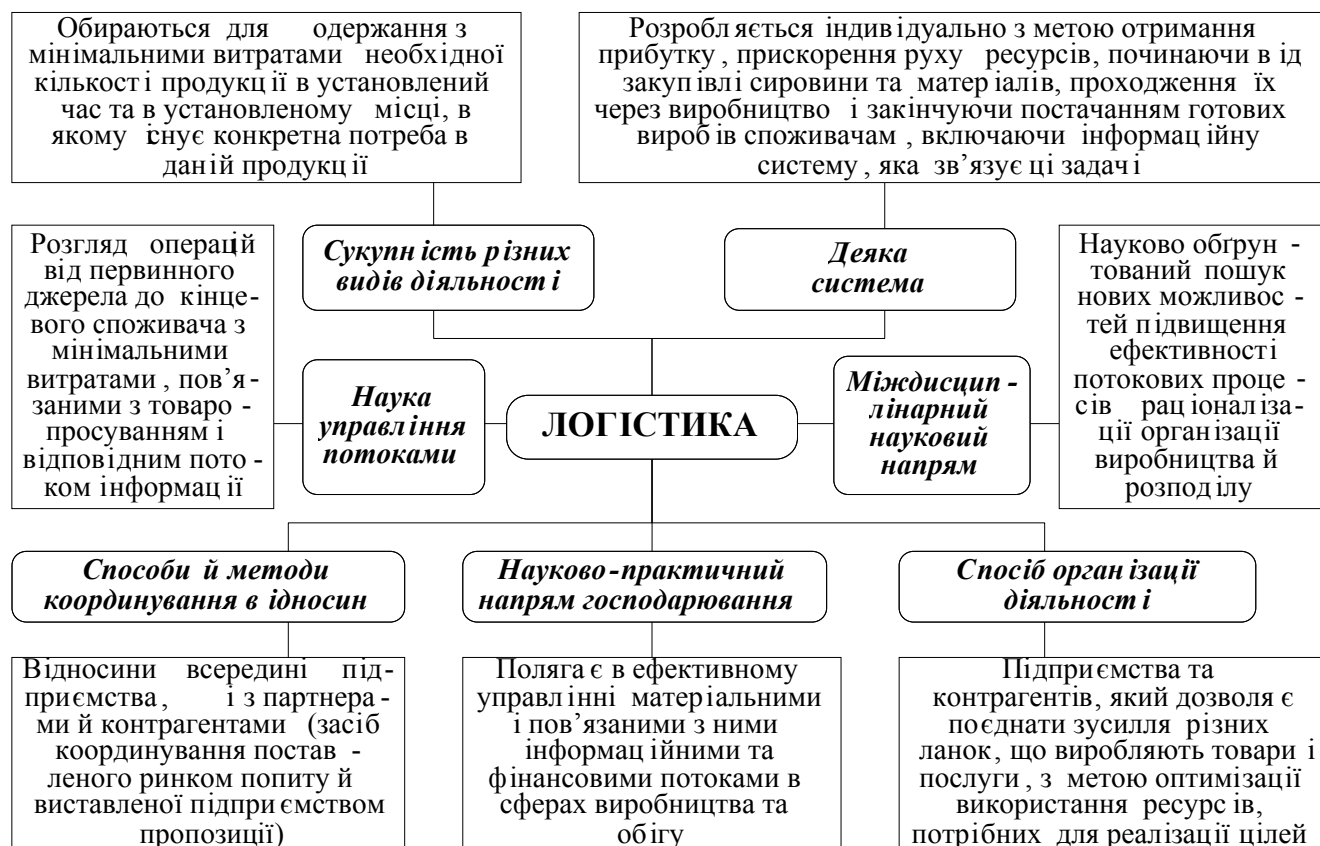 Обираються для одержання з
мінімальними витратами необхідної
кількості продукції в установлений
час та в установленому місці, в
якому існує конкретна потреба в
даній продукції
Розробляється індивідуально з метою отримання
прибутку, прискорення руху ресурсів, починаючи від
закупівлі сировини та матеріалів, проходження їх
через виробництво і закінчуючи постачанням готових
виробів споживачам, включаючи інформаційну
систему, яка зв’язує ці задачі
Сукупність різних
видів діяльності
Деяка
система
Розгляд операцій
від первинного
джерела до кінце-
вого споживача з
мінімальними
витратами, пов’я-
заними з товаро-
просуванням і
відповідним пото-
ком інформації
Наука
управління
потоками
ЛОГІСТИКА
Міждисцип-
лінарний
науковий
напрям
Науково обґрун-
тований пошук
нових можливос-
тей підвищення
ефективності
потокових проце-
сів раціоналіза-
ції організації
виробництва й
розподілу
Способи й методи
координування відносин
Науково-практичний
напрям господарювання
Спосіб організації
діяльності
Відносини всередині під-
приємства, і з партнера-
ми й контрагентами (засіб
координування постав-
леного ринком попиту й
виставленої підприємством
пропозиції)
Полягає в ефективному
управлінні матеріальними
і пов’язаними з ними
інформаційними та
фінансовими потоками в
сферах виробництва та
обігу
Підприємства та
контрагентів, який дозволяє
поєднати зусилля різних
ланок, що виробляють товари і
послуги, з метою оптимізації
використання ресурсів,
потрібних для реалізації цілей